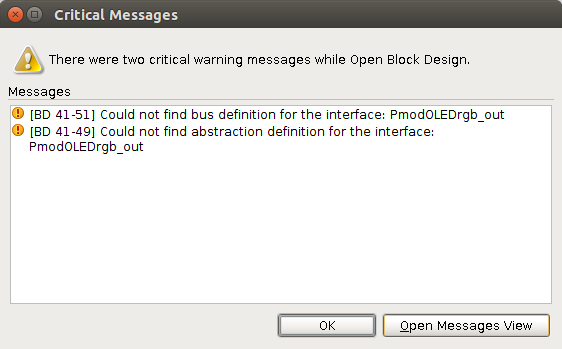 Critical Messages
There were two critical warning messages while Open Block Design.
Messages
[BD 41-51] Could not find bus definition for the interface: PmodOLEDrgb_out
[BD 41-49] Could not find abstraction definition for the interface:
PmodOLEDrgb_out
OK
Open Messages View